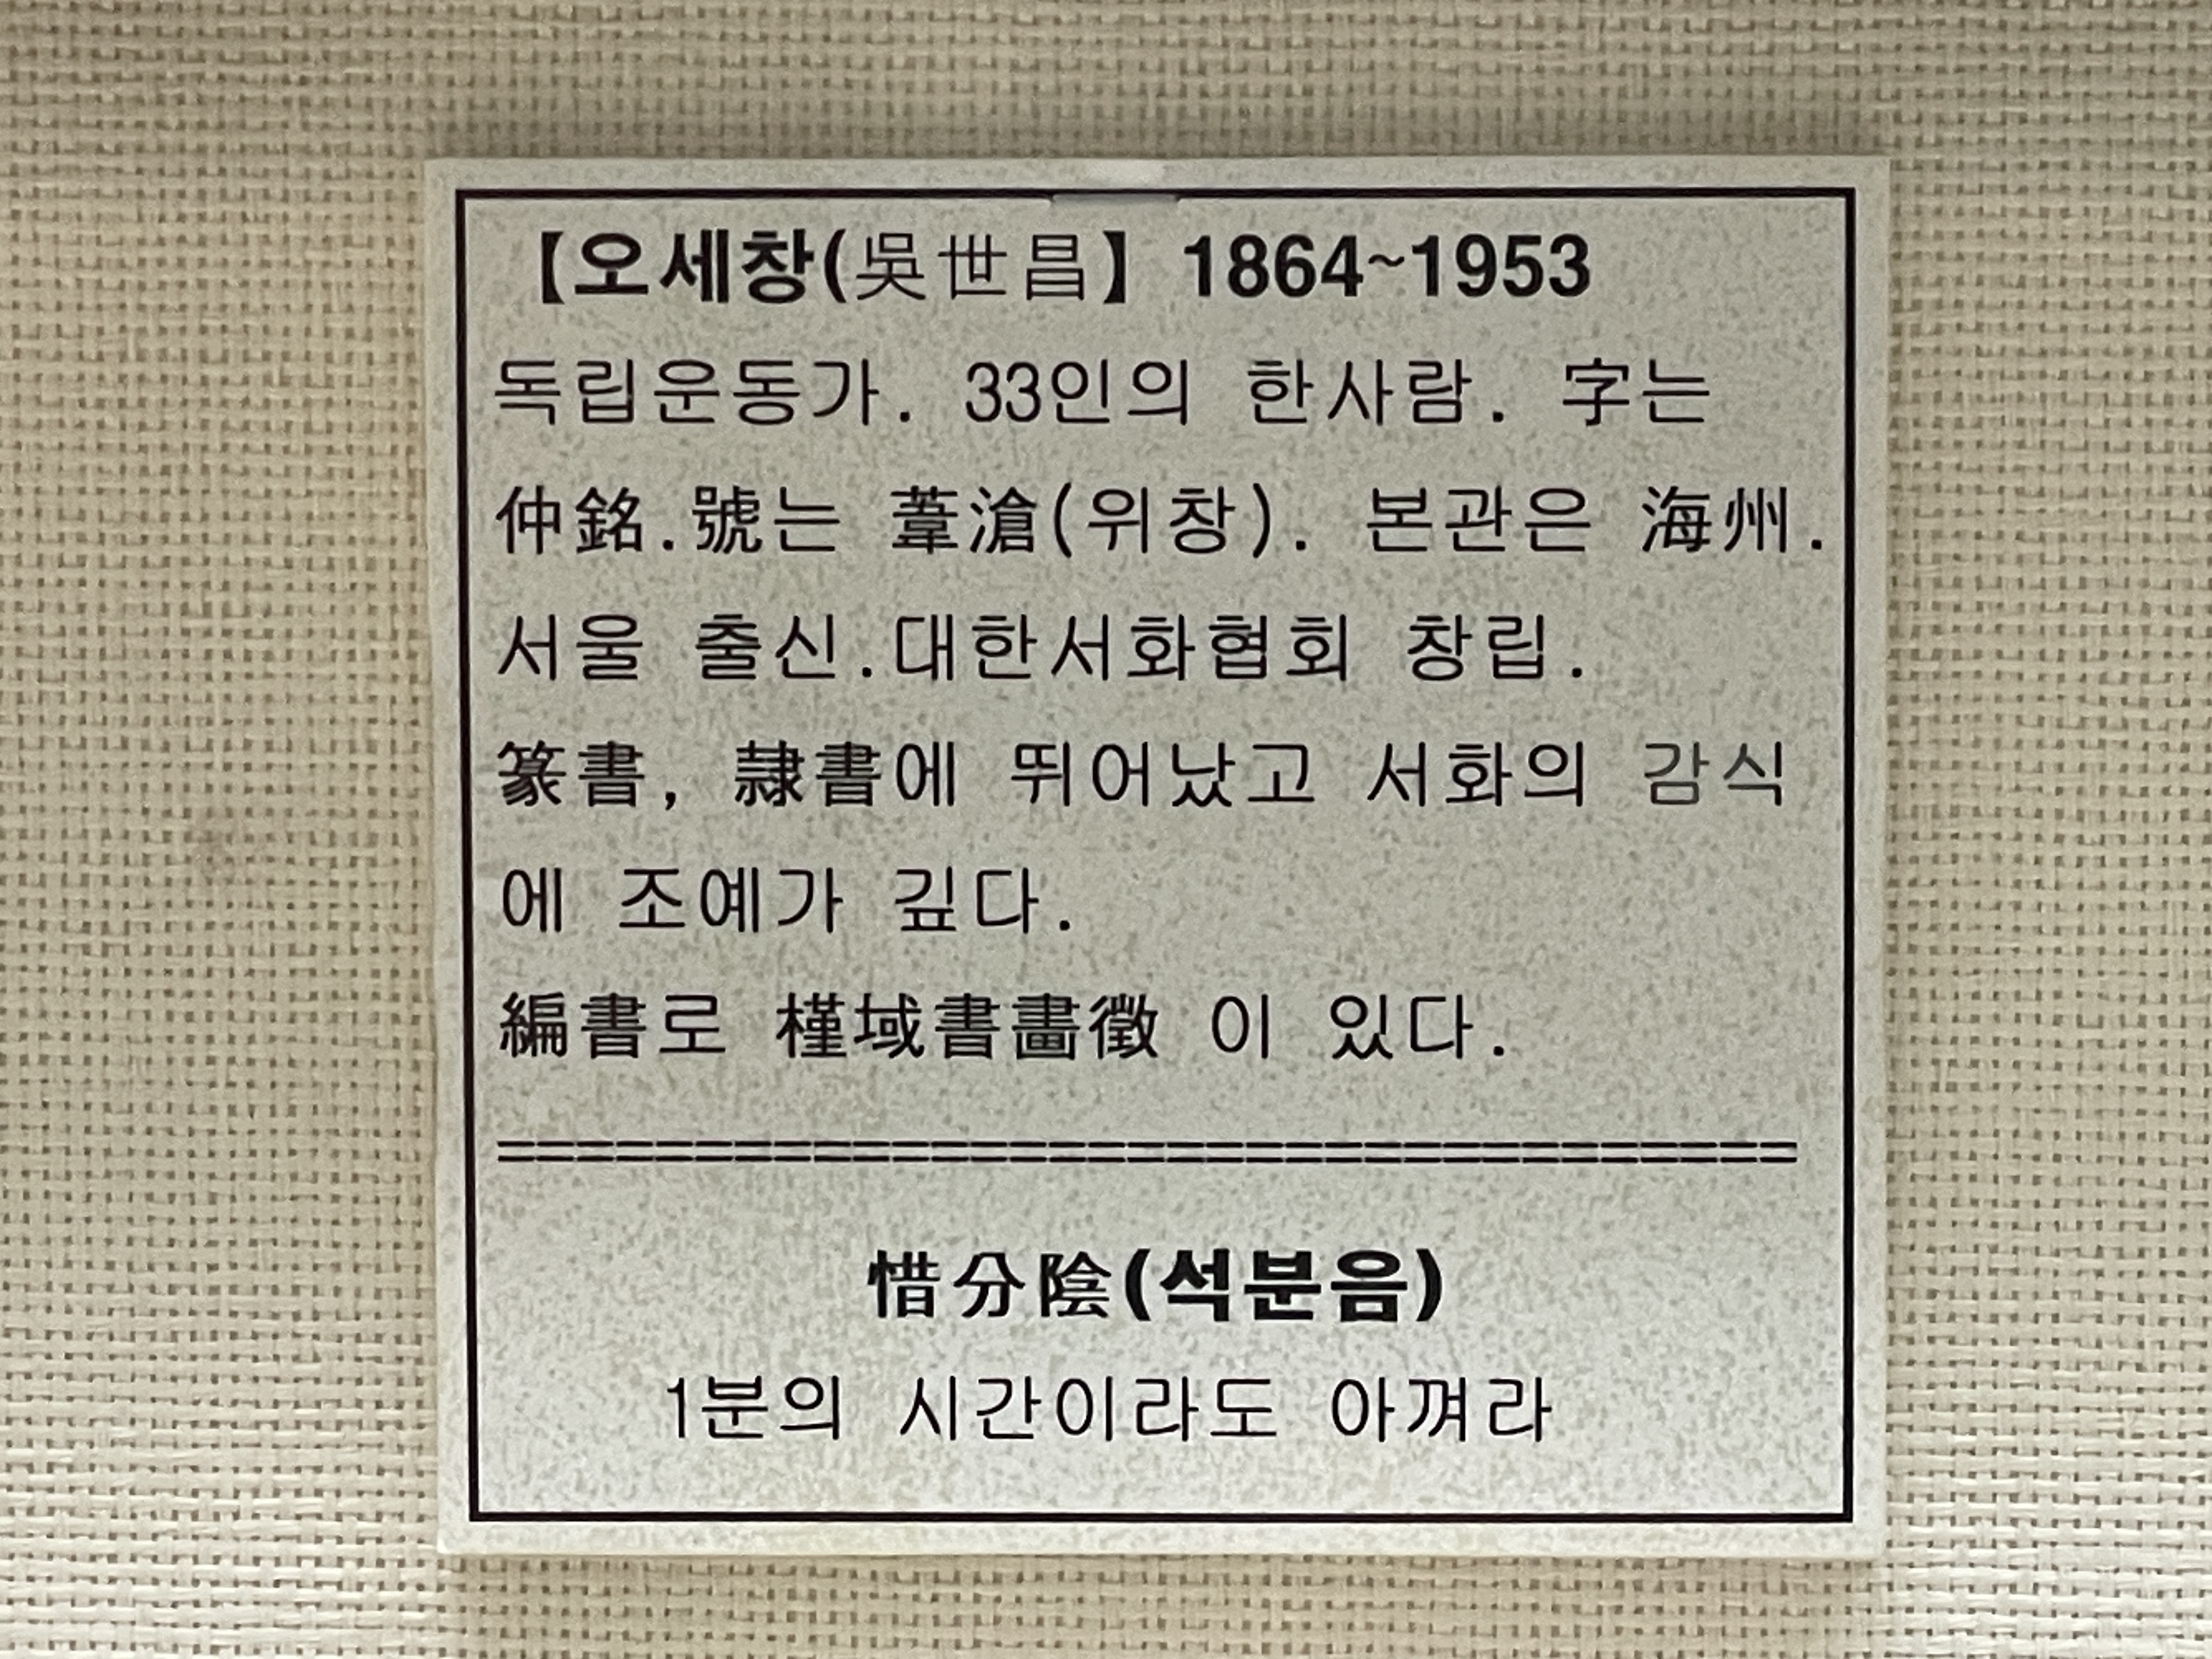 【오세창(吳世昌】 1864~1953
독립운동가. 33인의 한사람. 字는
仲銘.號는 葦滄(위창). 본관은 海州.
서울 출신.대한서화협회 창립.
篆書, 隷書에 뛰어났고 서화의 감식
에 조예가 깊다.
編書로 槿域書畵徵 이 있다.
=================================
惜分陰(석분음)
1분의 시간이라도 아껴라